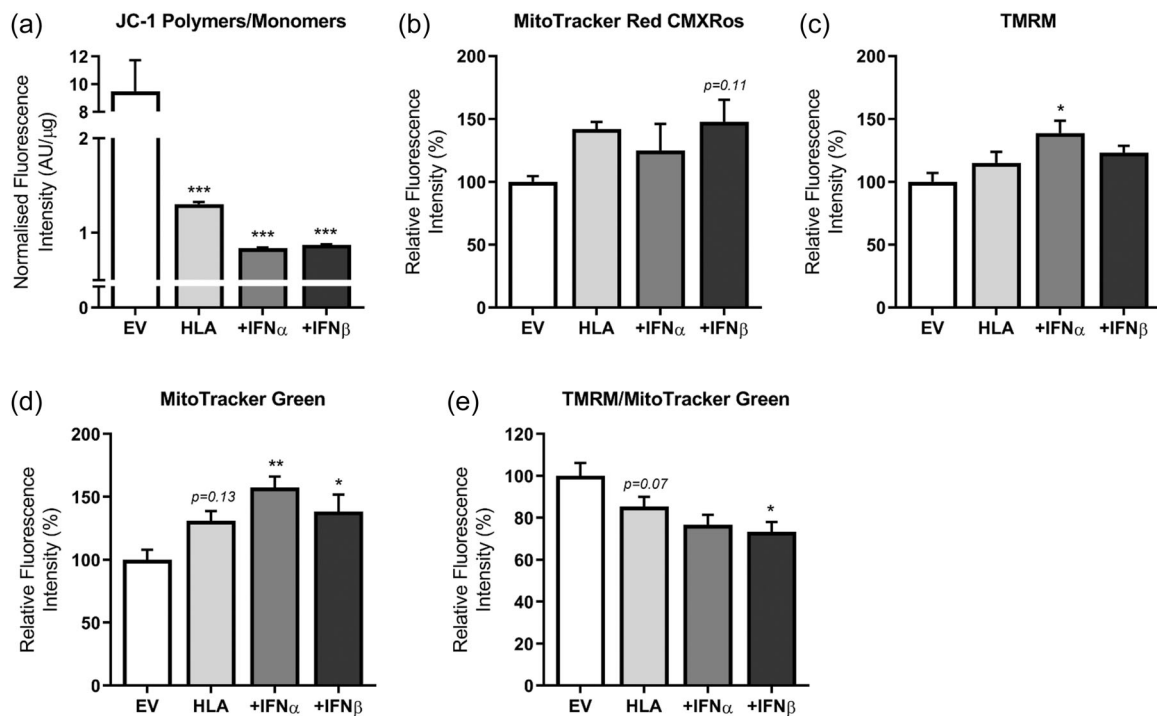 (a)
JC-1 Polymers/Monomers
Normalised Fluorescence
Intensity (AU/μg)
12
10
8
2
1
0
***
***
***
EV HLA +IFNα +IFNβ
(b)
MitoTracker Red CMXRos
Relative Fluorescence
Intensity (%)
200
150
100
50
0
p=0.11
EV HLA +IFNα +IFNβ
(c)
TMRM
Relative Fluorescence
Intensity (%)
200
150
100
50
0
*
EV HLA +IFNα +IFNβ
(d)
MitoTracker Green
Relative Fluorescence
Intensity (%)
200
150
100
50
0
p=0.13
**
*
EV HLA +IFNα +IFNβ
(e)
TMRM/MitoTracker Green
Relative Fluorescence
Intensity (%)
120
100
80
60
40
20
0
p=0.07
*
EV HLA +IFNα +IFNβ